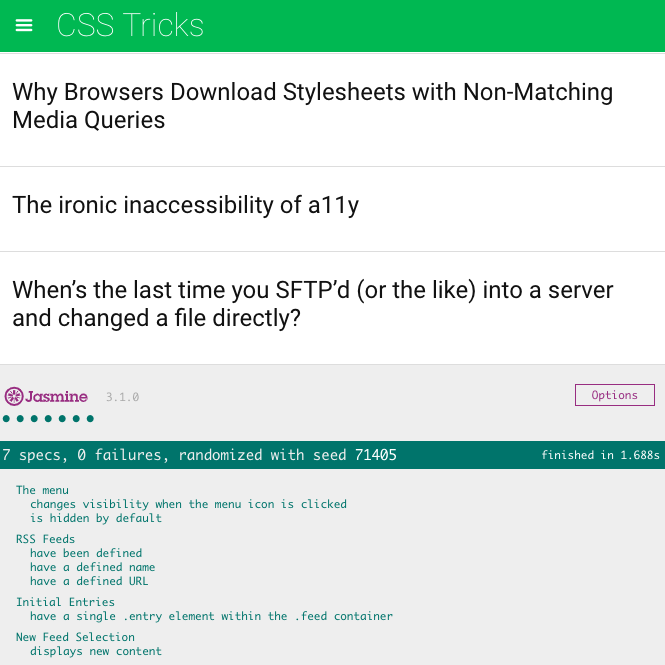 CSS Tricks
Why Browsers Download Stylesheets with Non-Matching
Media Queries
The ironic inaccessibility of a11y
When’s the last time you SFTP’d (or the like) into a server
and changed a file directly?
Jasmine 3.1.0 Options
7 specs, 0 failures, randomized with seed 71405 finished in 1.688s
The menu
changes visibility when the menu icon is clicked
is hidden by default
RSS Feeds
have been defined
have a defined name
have a defined URL
Initial Entries
have a single .entry element within the .feed container
New Feed Selection
displays new content